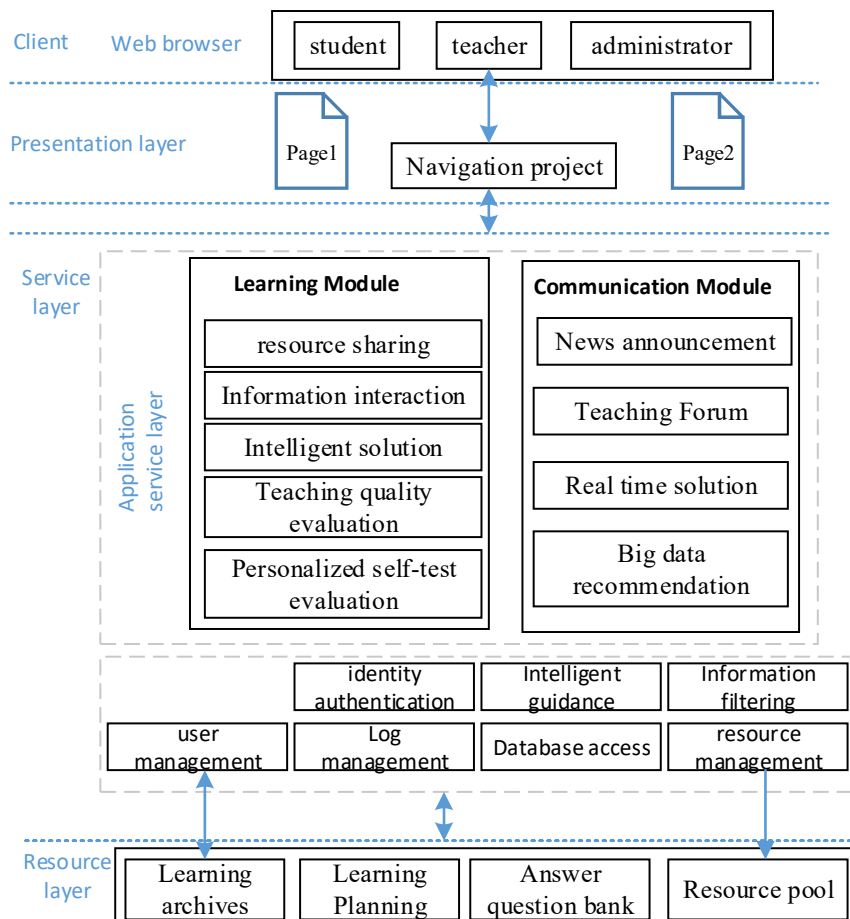 Client
Web browser
student
teacher
administrator
Presentation layer
Page1
Navigation project
Page2
Service
layer
Application
service layer
Learning Module
resource sharing
Information interaction
Intelligent solution
Teaching quality
evaluation
Personalized self-test
evaluation
Communication Module
News announcement
Teaching Forum
Real time solution
Big data
recommendation
identity
authentication
Intelligent
guidance
Information
filtering
user
management
Log
management
Database access
resource
management
Resource
layer
Learning
archives
Learning
Planning
Answer
question bank
Resource pool